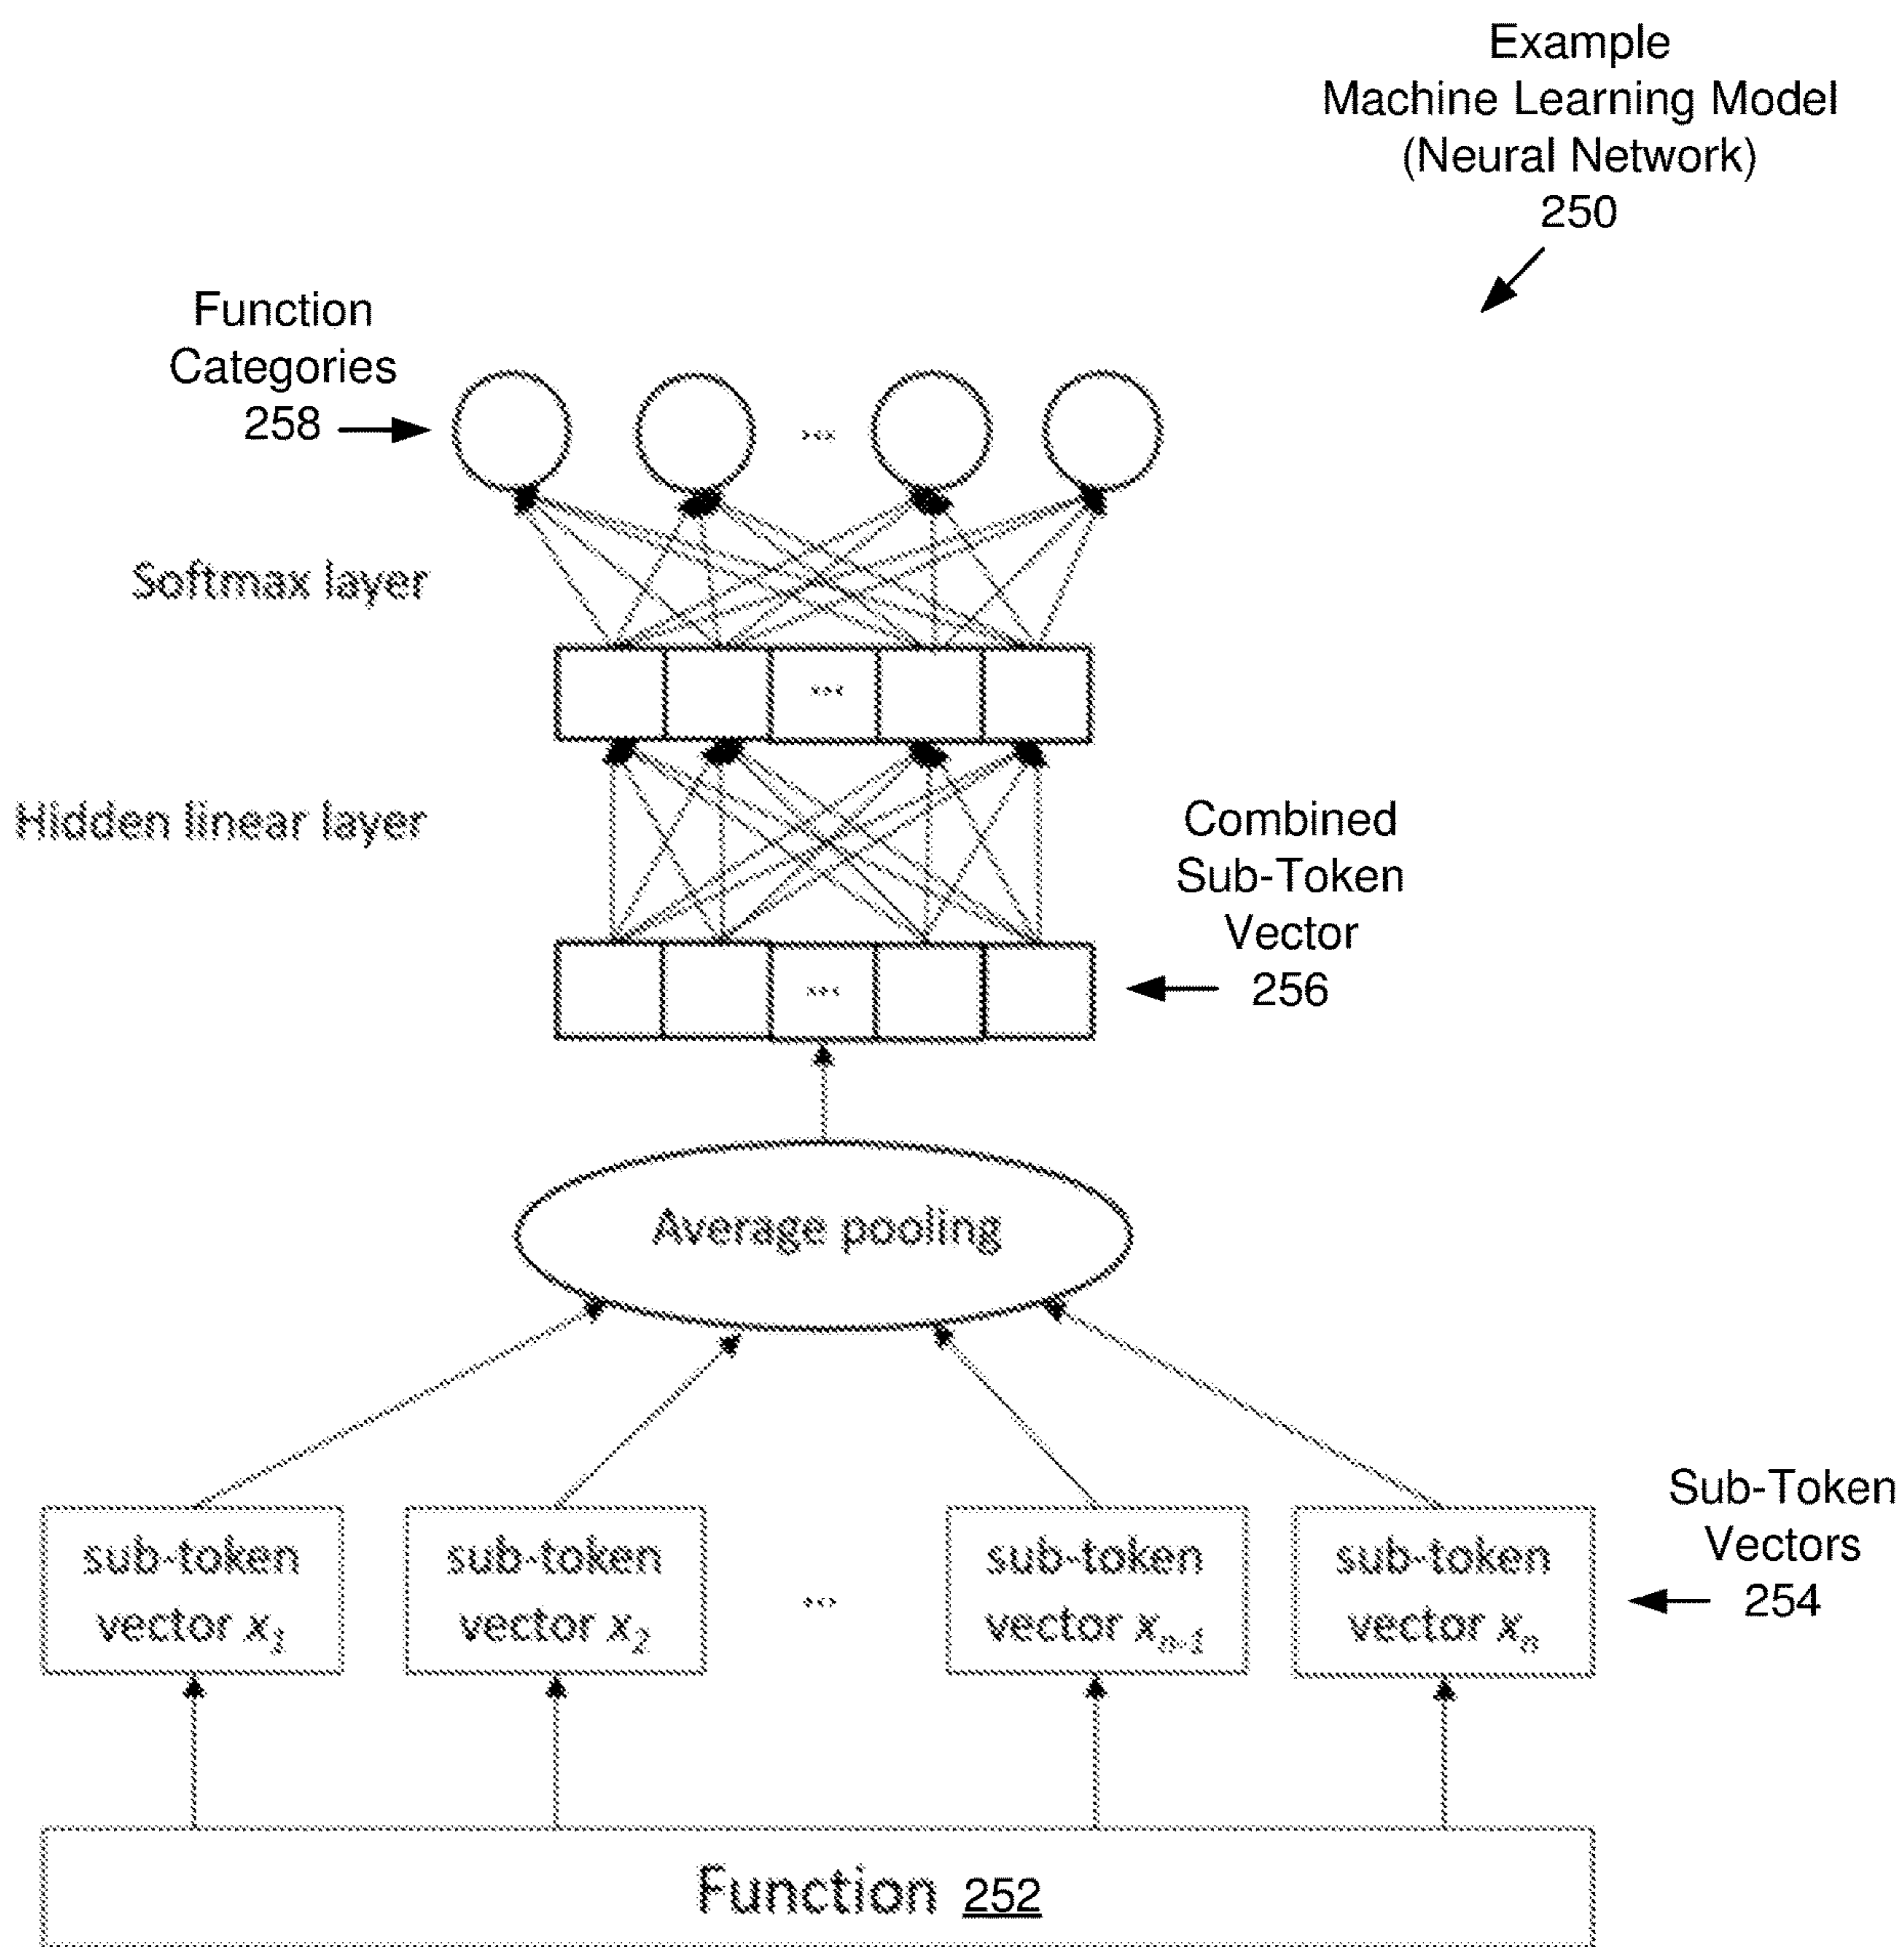 Example
Machine Learning Model
(Neural Network)
250
Function
Categories
258
...
Softmax layer
...
Hidden linear layer
Combined
Sub-Token
Vector
256
...
Average pooling
Sub-Token
Vectors
254
sub-token
vector x₁
sub-token
vector x₂
...
sub-token
vector xₙ₋₁
sub-token
vector xₙ
Function 252